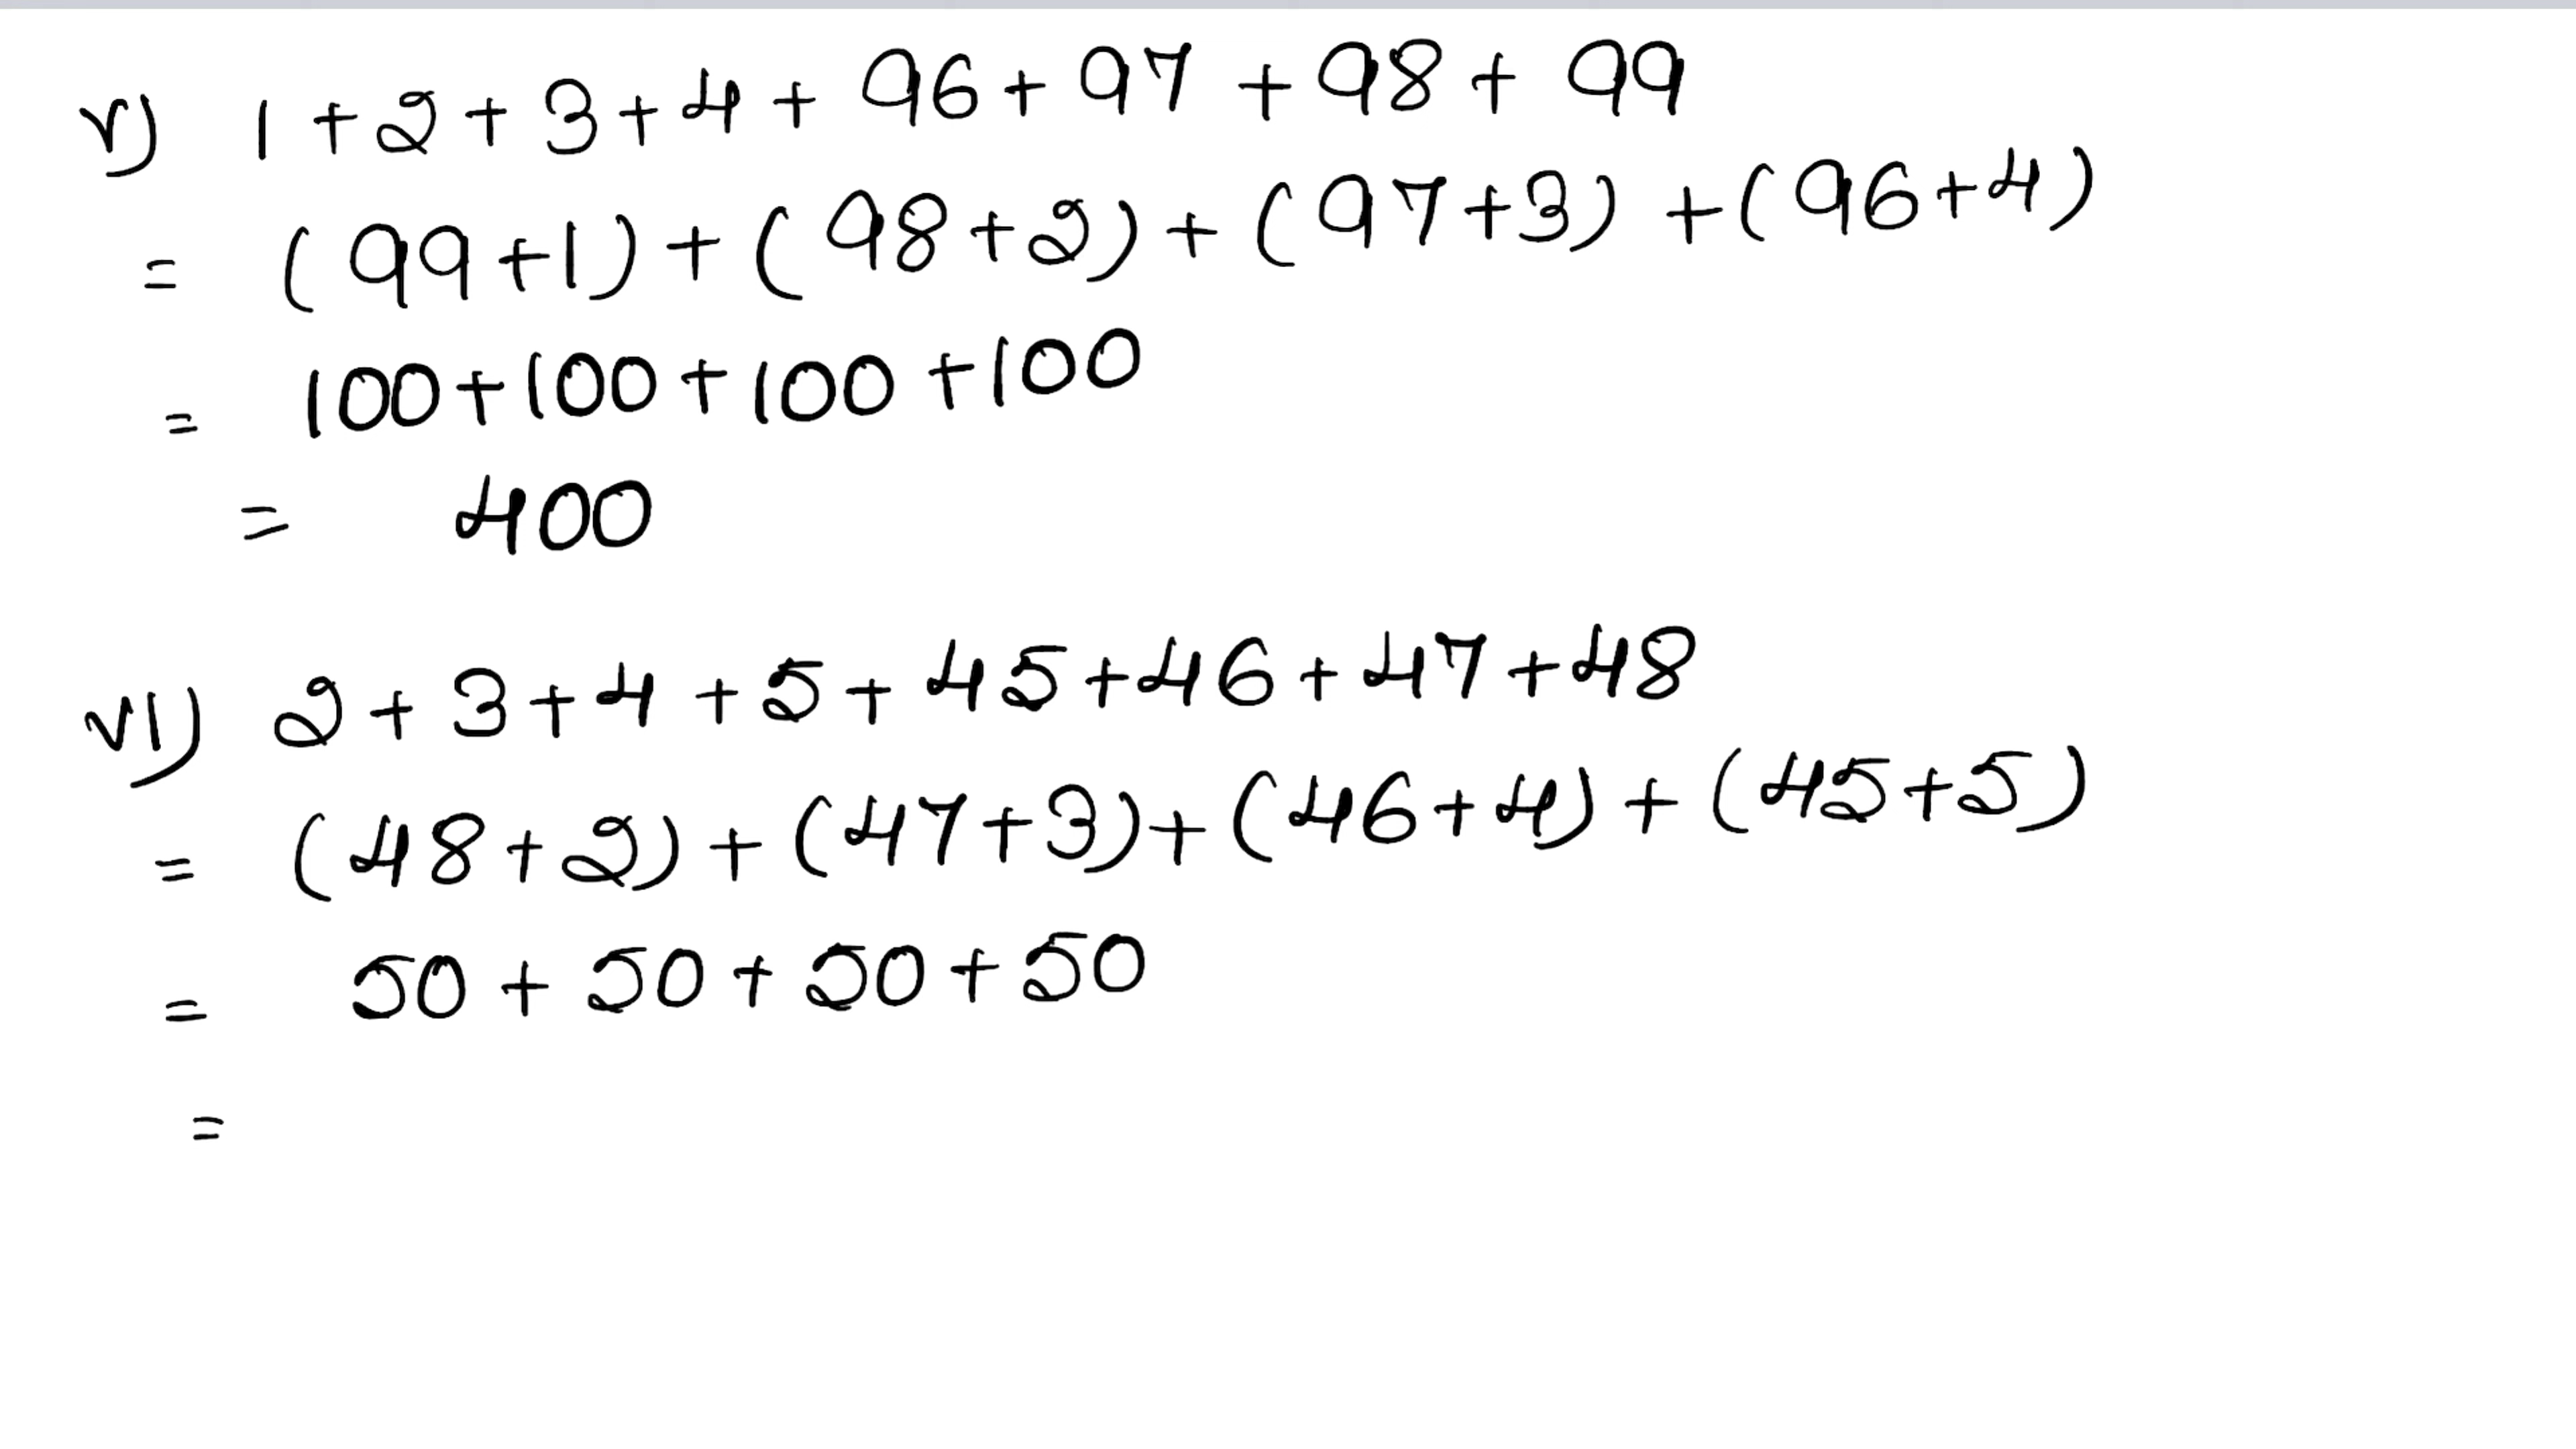 v) 1 + 2 + 3 + 4 + 96 + 97 + 98 + 99
= (99+1) + (98+2) + (97+3) + (96+4)
= 100 + 100 + 100 + 100
= 400
vi) 2 + 3 + 4 + 5 + 45 + 46 + 47 + 48
= (48+2) + (47+3) + (46+4) + (45+5)
= 50 + 50 + 50 + 50
=